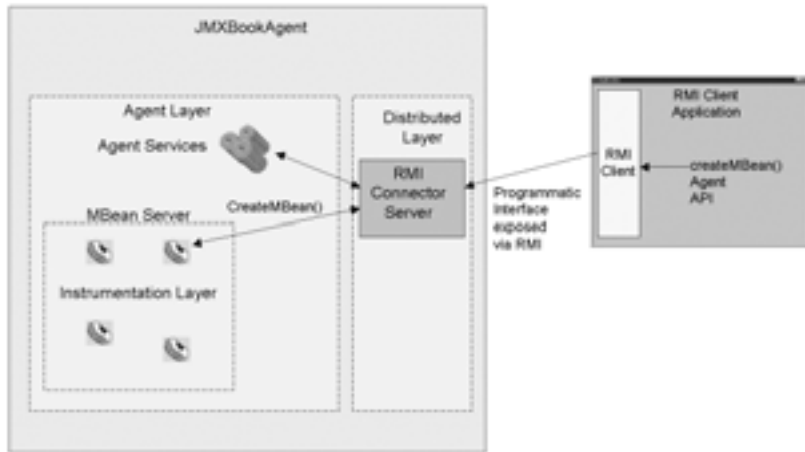 JMXBookAgent
Agent Layer
Agent Services
CreateMBean()
MBean Server
Instrumentation Layer
Distributed
Layer
RMI
Connector
Server
Programmatic
Interface
exposed
via RMI
RMI Client
Application
RMI
Client
createMBean()
Agent
API